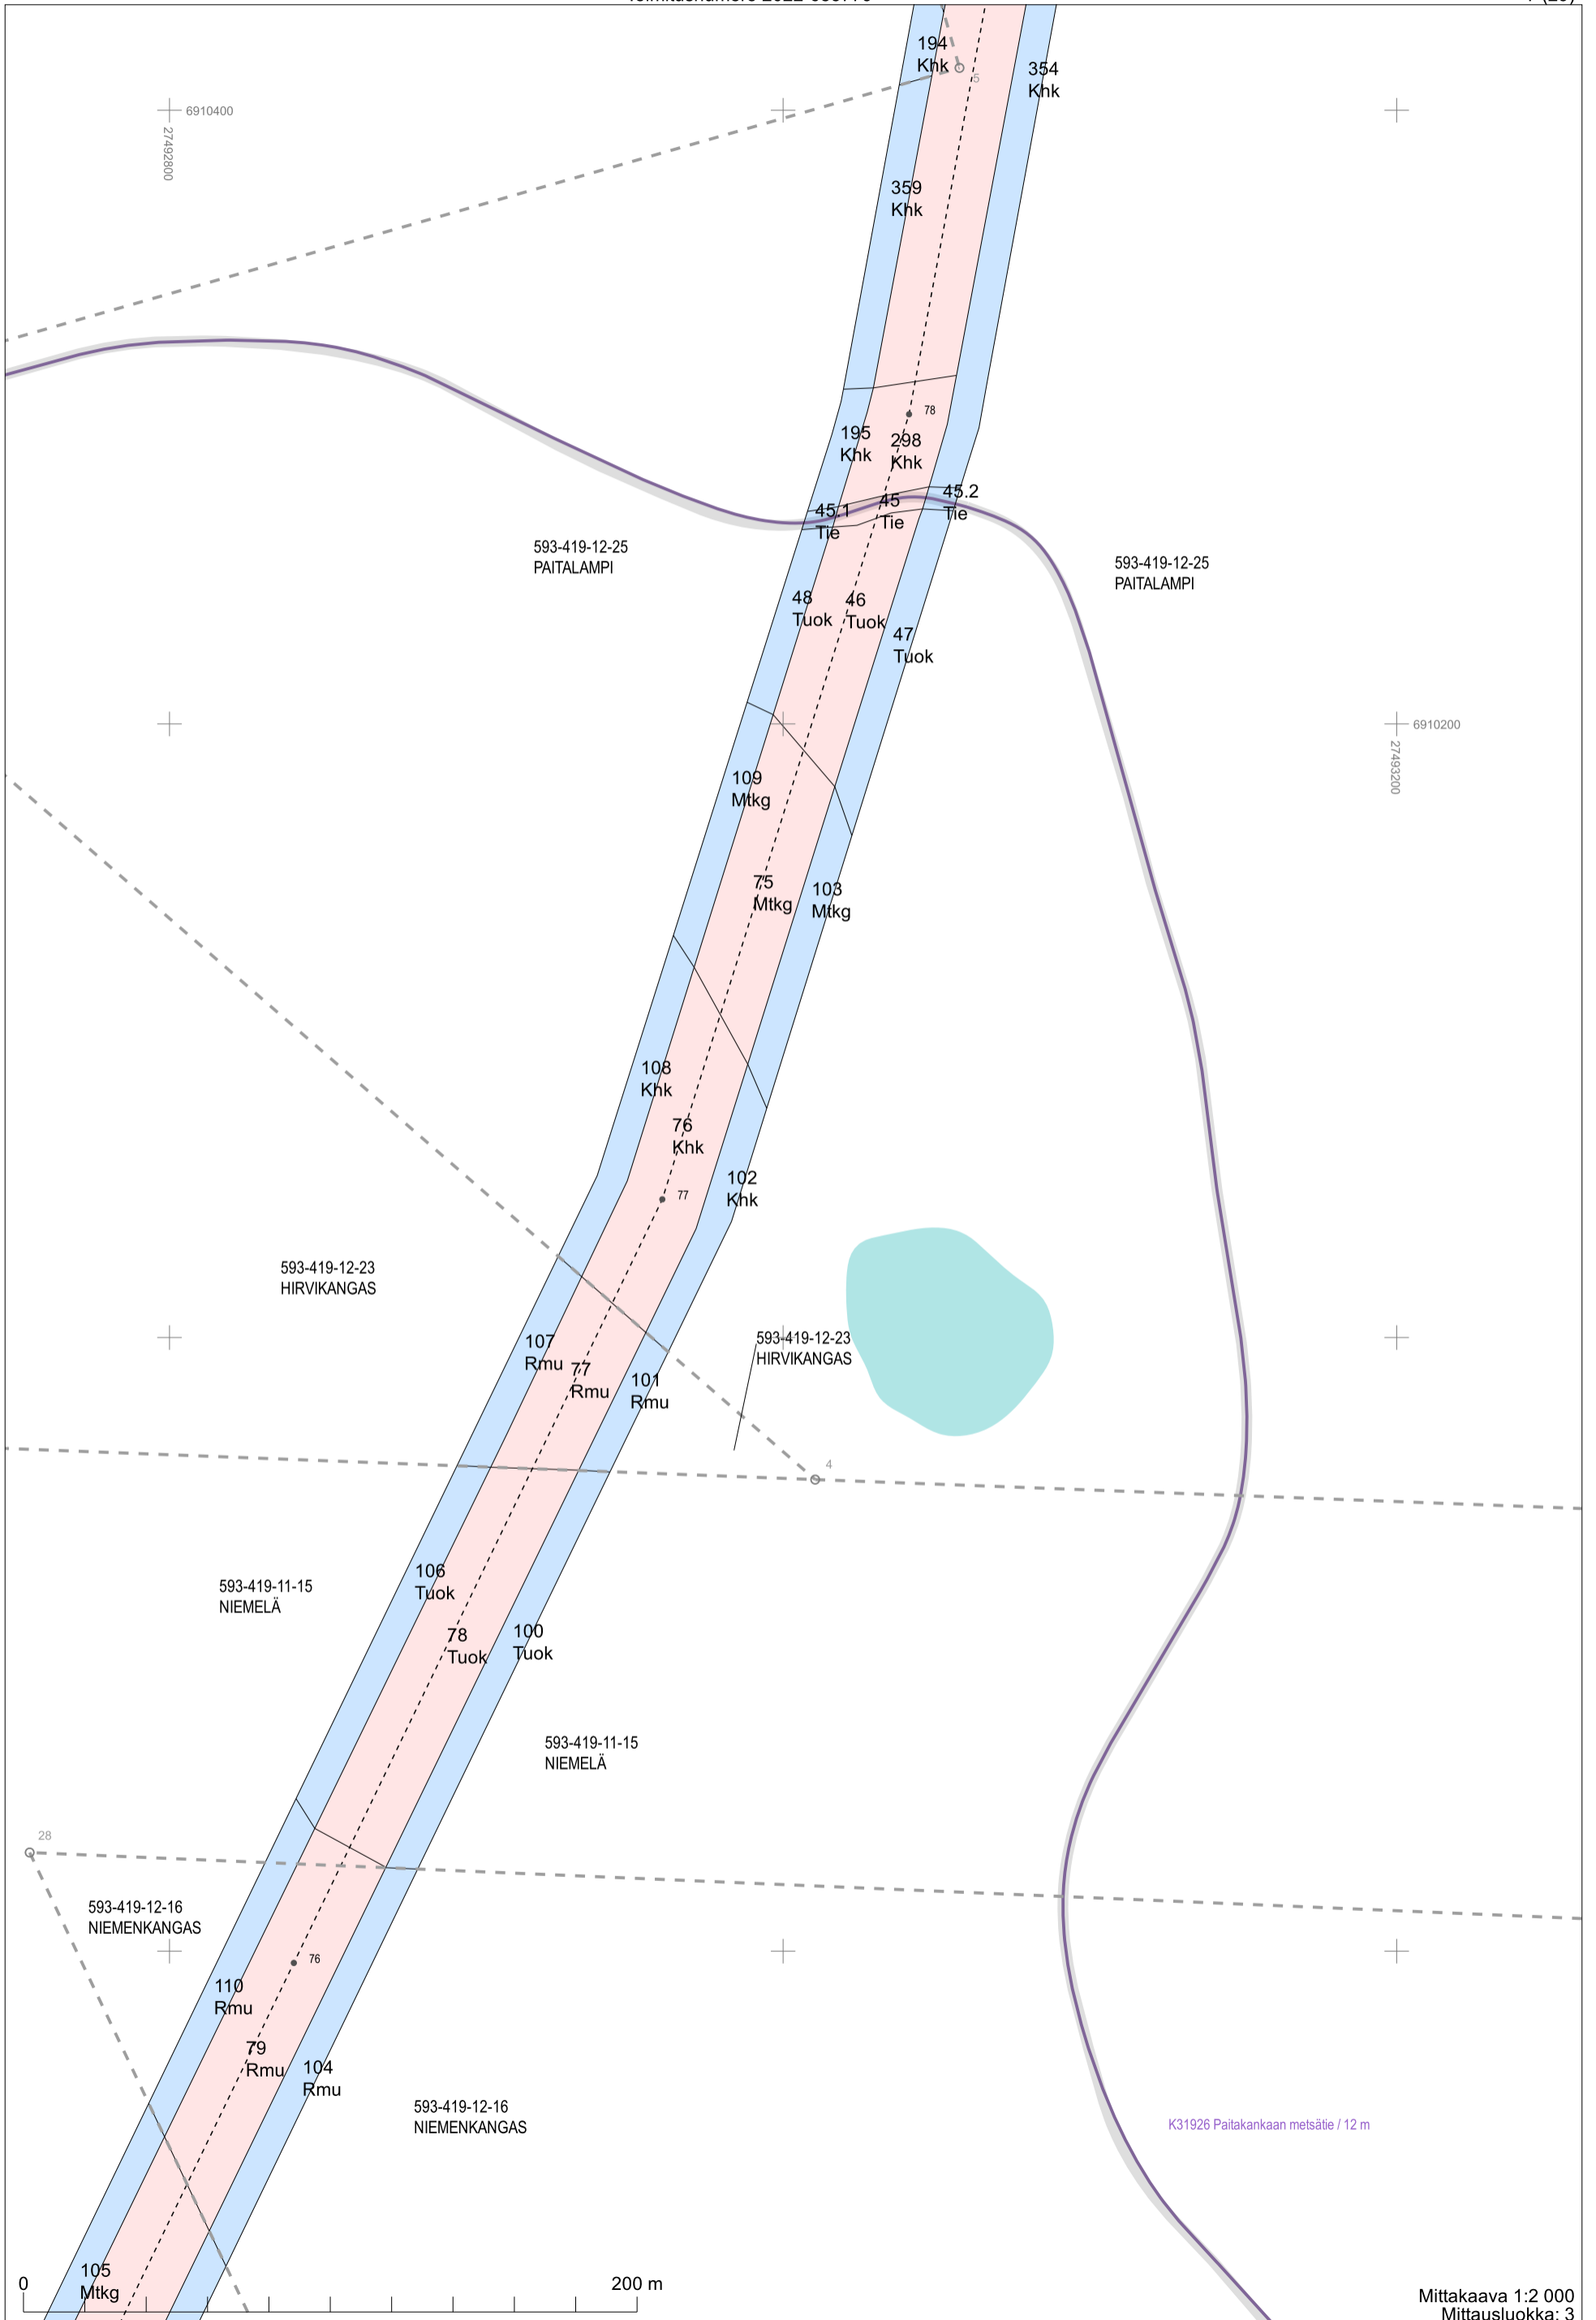 194
Khk
5
354
Khk
6910400
27492800
359
Khk
78
195
Khk
298
Khk
45.2
Tie
45
Tie
45.1
Tie
593-419-12-25
PAITALAMPI
593-419-12-25
PAITALAMPI
48
Tuok
46
Tuok
47
Tuok
6910200
27493200
109
Mtkg
75
Mtkg
103
Mtkg
108
Khk
76
Khk
102
Khk
77
593-419-12-23
HIRVIKANGAS
593-419-12-23
HIRVIKANGAS
107
Rmu
77
Rmu
101
Rmu
4
106
Tuok
593-419-11-15
NIEMELÄ
78
Tuok
100
Tuok
593-419-11-15
NIEMELÄ
28
593-419-12-16
NIEMENKANGAS
76
110
Rmu
79
Rmu
104
Rmu
593-419-12-16
NIEMENKANGAS
K31926 Paitakankaan metsätie / 12 m
105
Mtkg
0
200 m
Mittakaava 1:2 000
Mittausluokka: 3